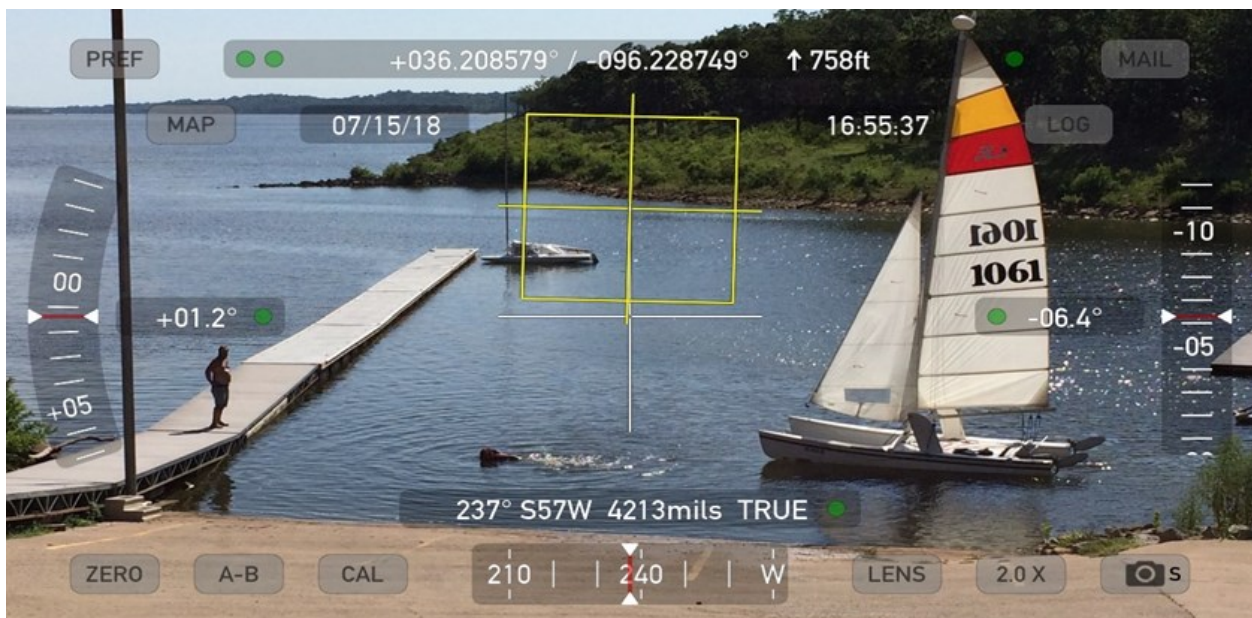 PREF
+036.208579° / -096.228749° ↑ 758ft
MAIL
MAP
07/15/18
16:55:37
LOG
1061
1061
00
+05
+01.2°
-06.4°
-10
-05
237° S57W 4213mils TRUE
ZERO
A-B
CAL
210
240
W
LENS
2.0 X
S